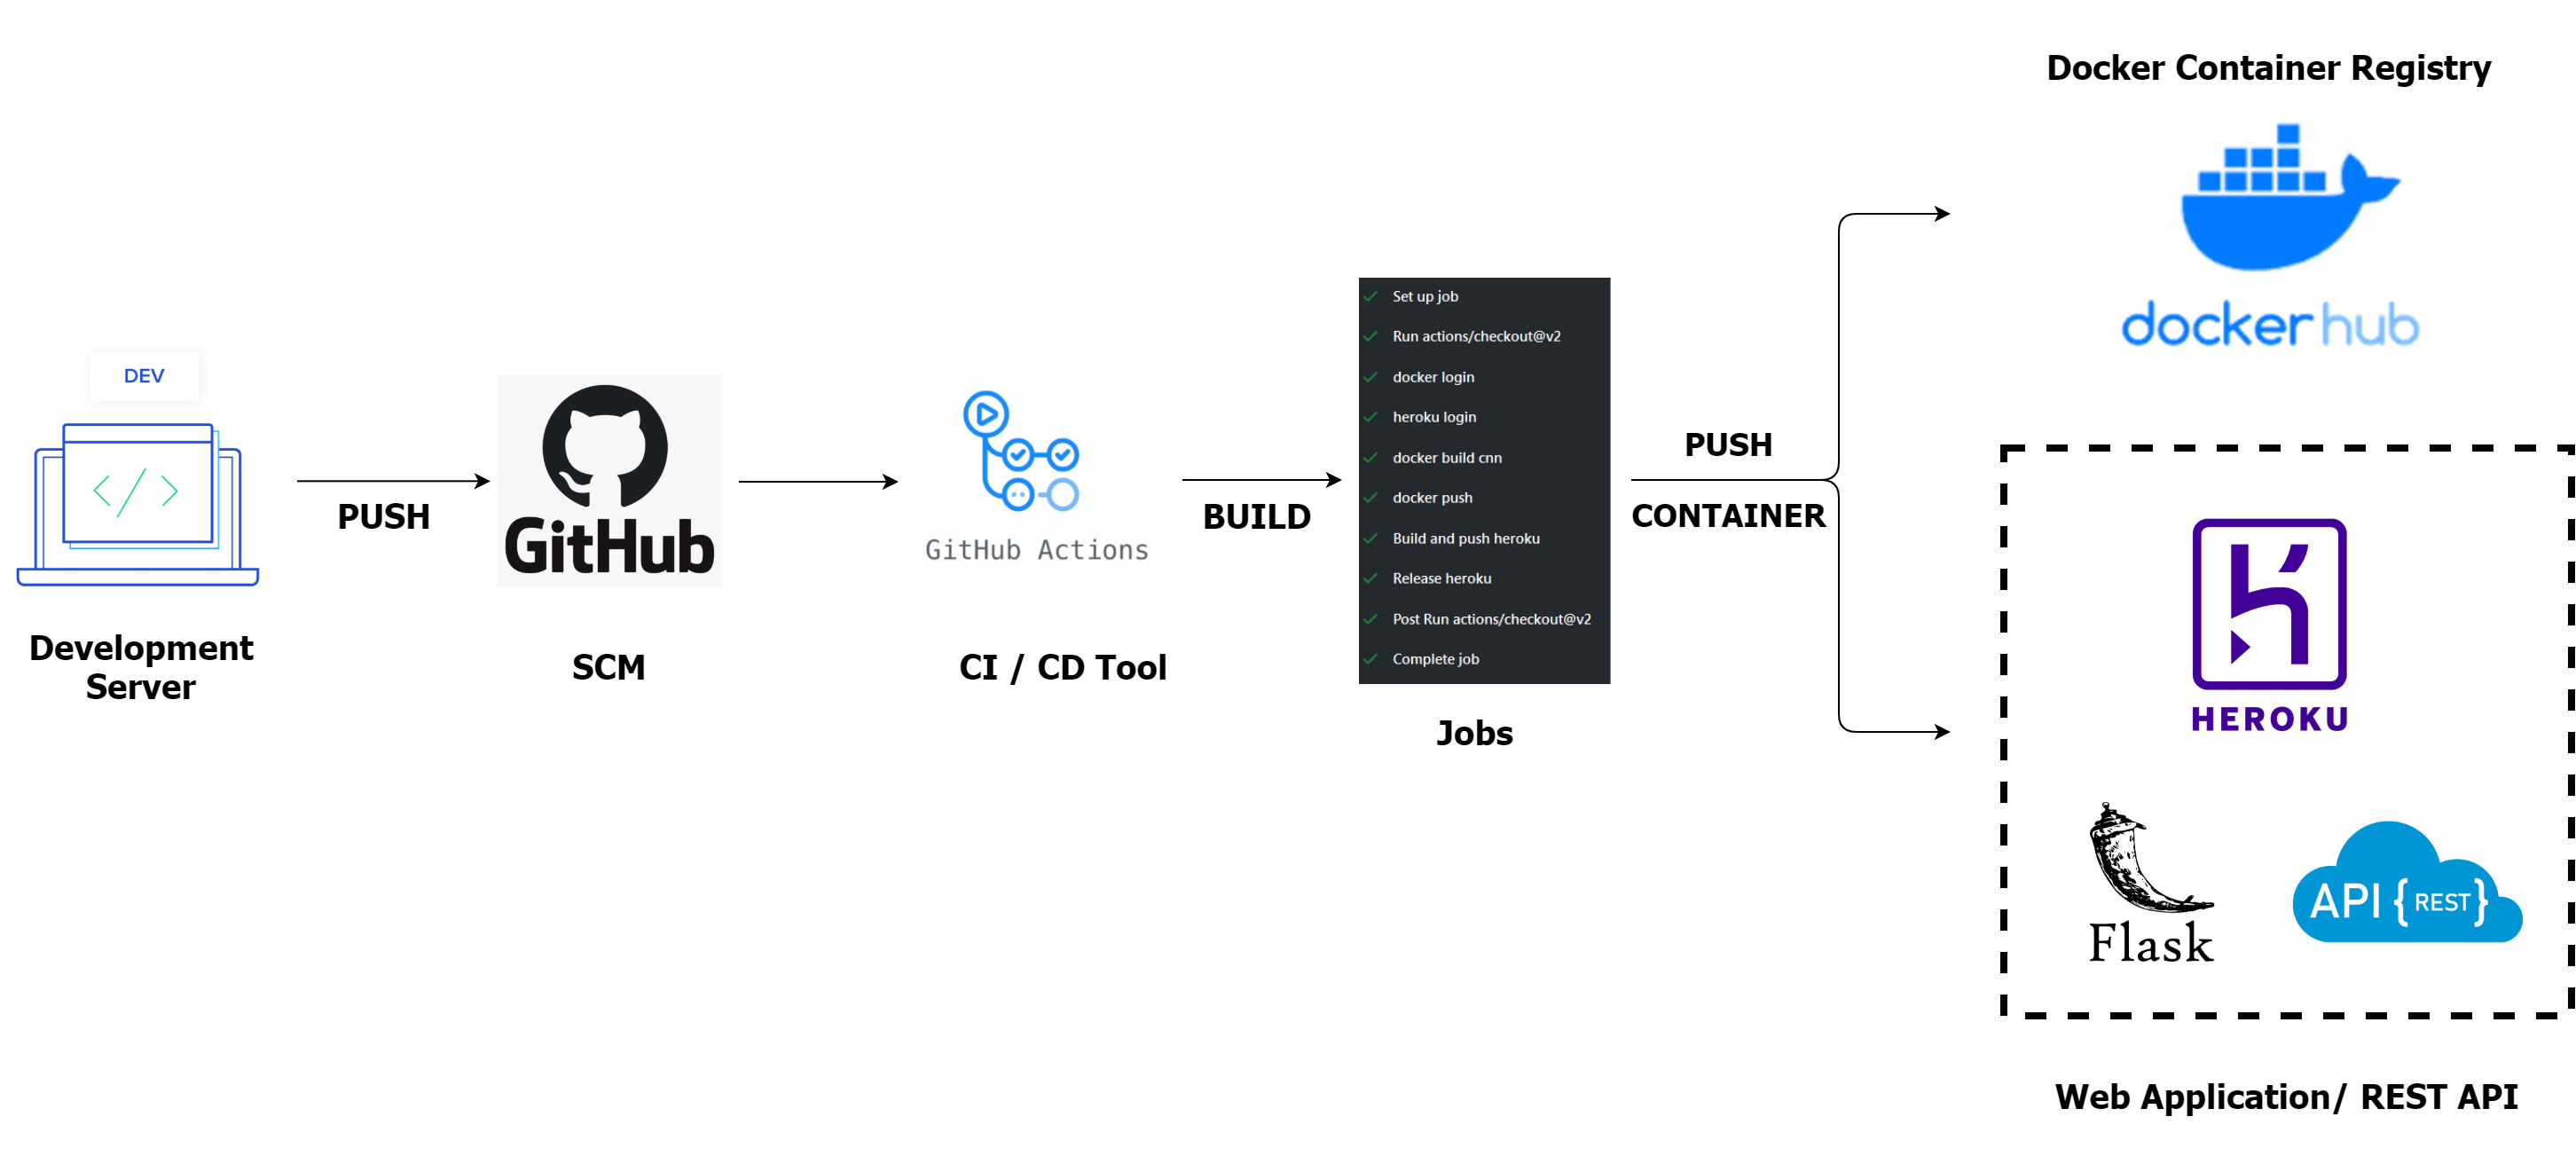 DEV
Development
Server
PUSH
GitHub
SCM
GitHub Actions
CI / CD Tool
BUILD
Set up job
Run actions/checkout@v2
docker login
heroku login
docker build cnn
docker push
Build and push heroku
Release heroku
Post Run actions/checkout@v2
Complete job
Jobs
PUSH
CONTAINER
Docker Container Registry
dockerhub
HEROKU
Flask
API {REST}
Web Application/ REST API